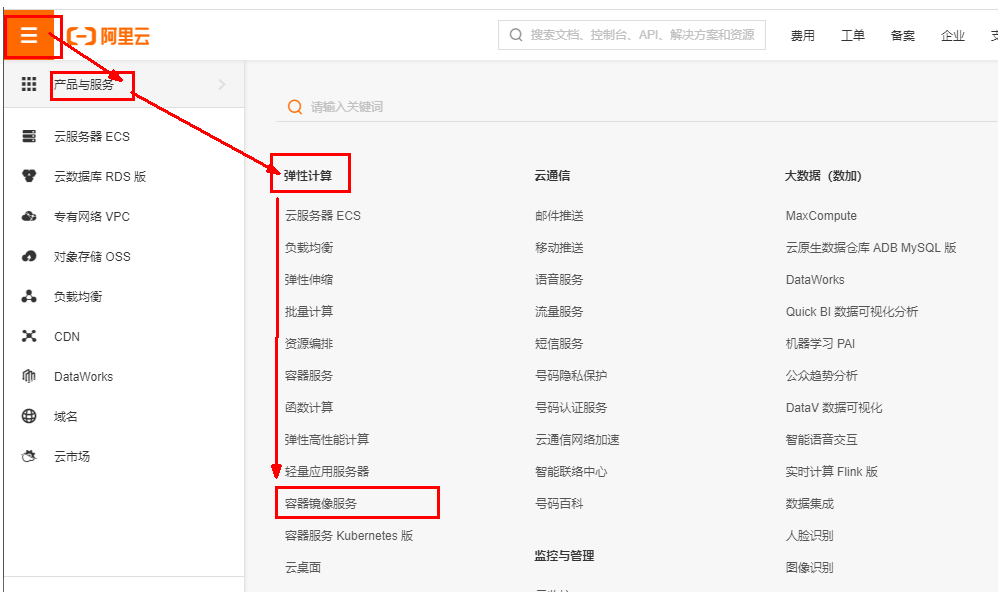 阿里云
搜索文档、控制台、API、解决方案和资源
费用
工单
备案
企业
产品与服务
云服务器 ECS
云数据库 RDS 版
专有网络 VPC
对象存储 OSS
负载均衡
CDN
DataWorks
域名
云市场
请输入关键词
弹性计算
云服务器 ECS
负载均衡
弹性伸缩
批量计算
资源编排
容器服务
函数计算
弹性高性能计算
轻量应用服务器
容器镜像服务
容器服务 Kubernetes 版
云桌面
云通信
邮件推送
移动推送
语音服务
流量服务
短信服务
号码隐私保护
号码认证服务
云通信网络加速
智能联络中心
号码百科
监控与管理
大数据（数加）
MaxCompute
云原生数据仓库 ADB MySQL 版
DataWorks
Quick BI 数据可视化分析
机器学习 PAI
公众趋势分析
DataV 数据可视化
智能语音交互
实时计算 Flink 版
数据集成
人脸识别
图像识别